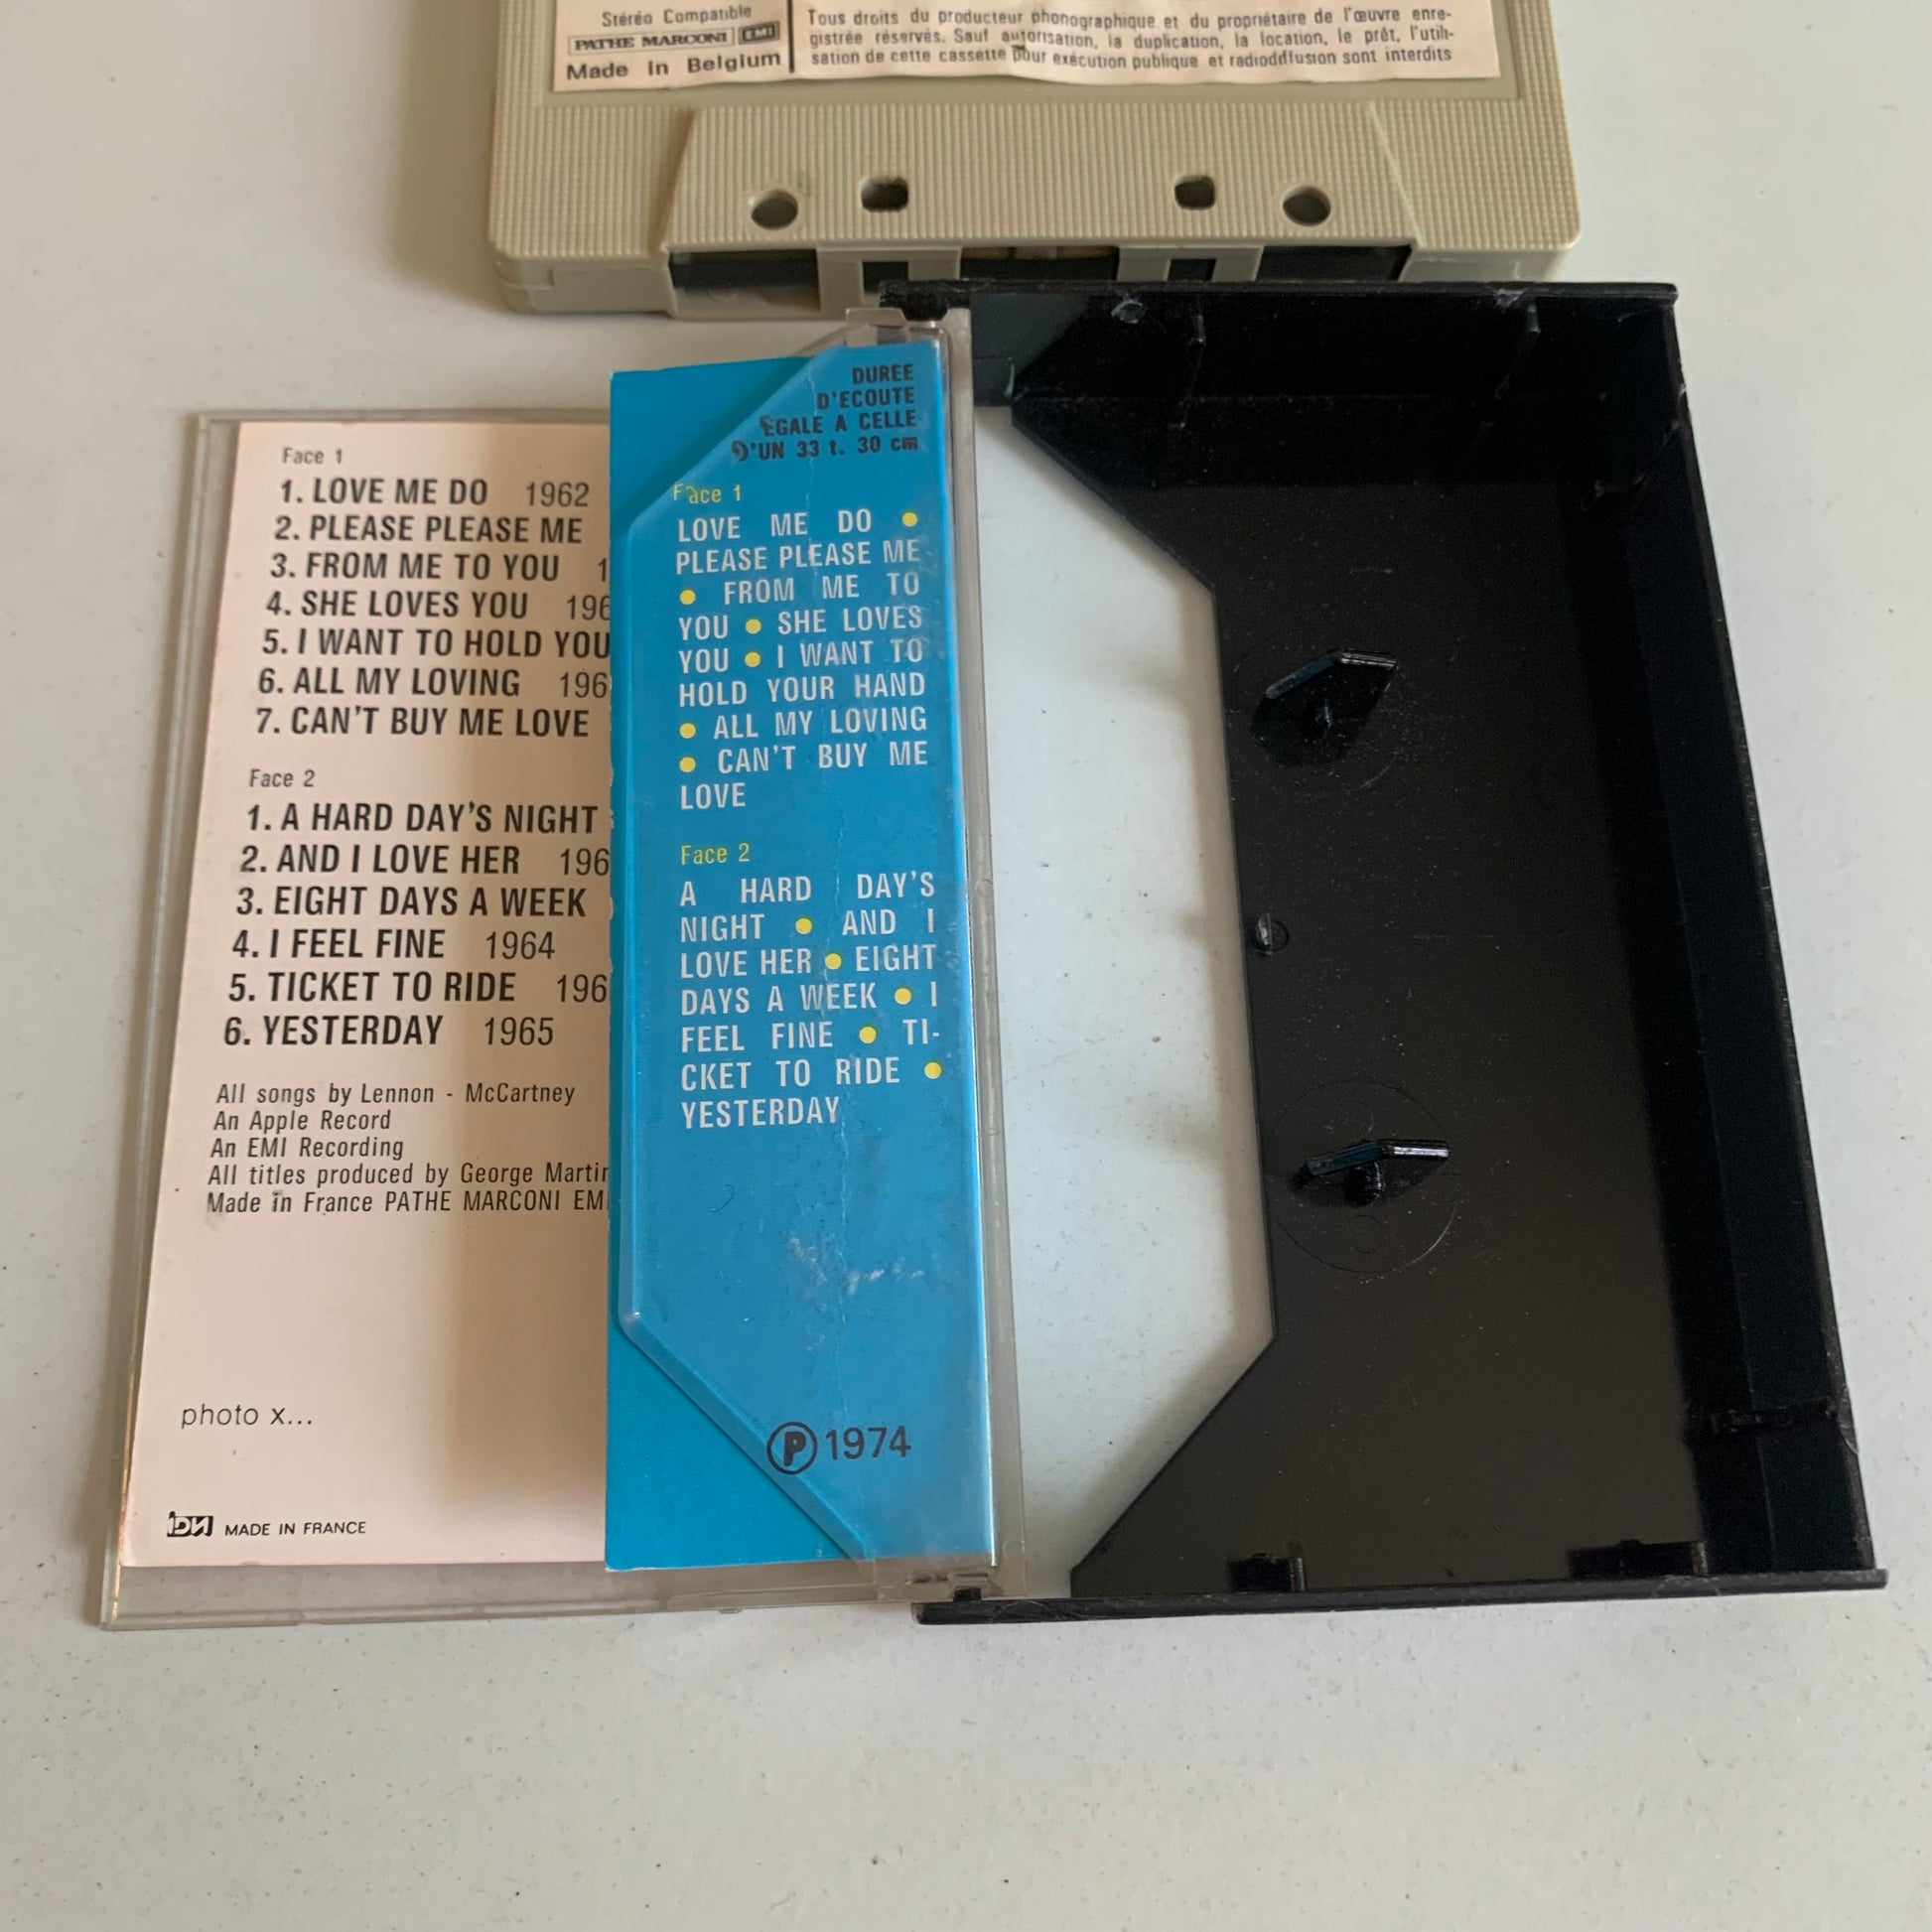 Stéréo Compatible
PATHE MARCONI EMI
Made in Belgium
Tous droits du producteur phonographique et du propriétaire de l'œuvre enre-
gistrée réservés. Sauf autorisation, la duplication, la location, le prêt, l'utili-
sation de cette cassette pour exécution publique et radiodiffusion sont interdits
Face 1
1. LOVE ME DO 1962
2. PLEASE PLEASE ME
3. FROM ME TO YOU 1
4. SHE LOVES YOU 196
5. I WANT TO HOLD YOU
6. ALL MY LOVING 196
7. CAN'T BUY ME LOVE
Face 2
1. A HARD DAY'S NIGHT
2. AND I LOVE HER 196
3. EIGHT DAYS A WEEK
4. I FEEL FINE 1964
5. TICKET TO RIDE 196
6. YESTERDAY 1965
All songs by Lennon - McCartney
An Apple Record
An EMI Recording
All titles produced by George Martin
Made in France PATHE MARCONI EMI
photo x...
IDN MADE IN FRANCE
DUREE
D'ECOUTE
EGALE A CELLE
D'UN 33 t. 30 cm
Face 1
LOVE ME DO ●
PLEASE PLEASE ME
● FROM ME TO
YOU ● SHE LOVES
YOU ● I WANT TO
HOLD YOUR HAND
● ALL MY LOVING
● CAN'T BUY ME
LOVE
Face 2
A HARD DAY'S
NIGHT ● AND I
LOVE HER ● EIGHT
DAYS A WEEK ● I
FEEL FINE ● TI-
CKET TO RIDE ●
YESTERDAY
Ⓟ 1974